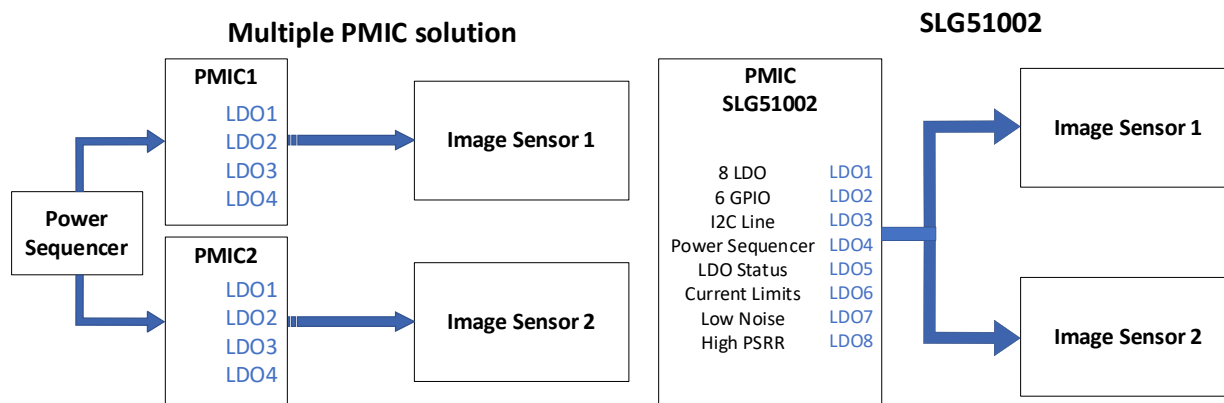 Multiple PMIC solution
PMIC1
LDO1
LDO2
LDO3
LDO4
Image Sensor 1
Power
Sequencer
PMIC2
LDO1
LDO2
LDO3
LDO4
Image Sensor 2
SLG51002
PMIC
SLG51002
8 LDO LDO1
6 GPIO LDO2
I2C Line LDO3
Power Sequencer LDO4
LDO Status LDO5
Current Limits LDO6
Low Noise LDO7
High PSRR LDO8
Image Sensor 1
Image Sensor 2